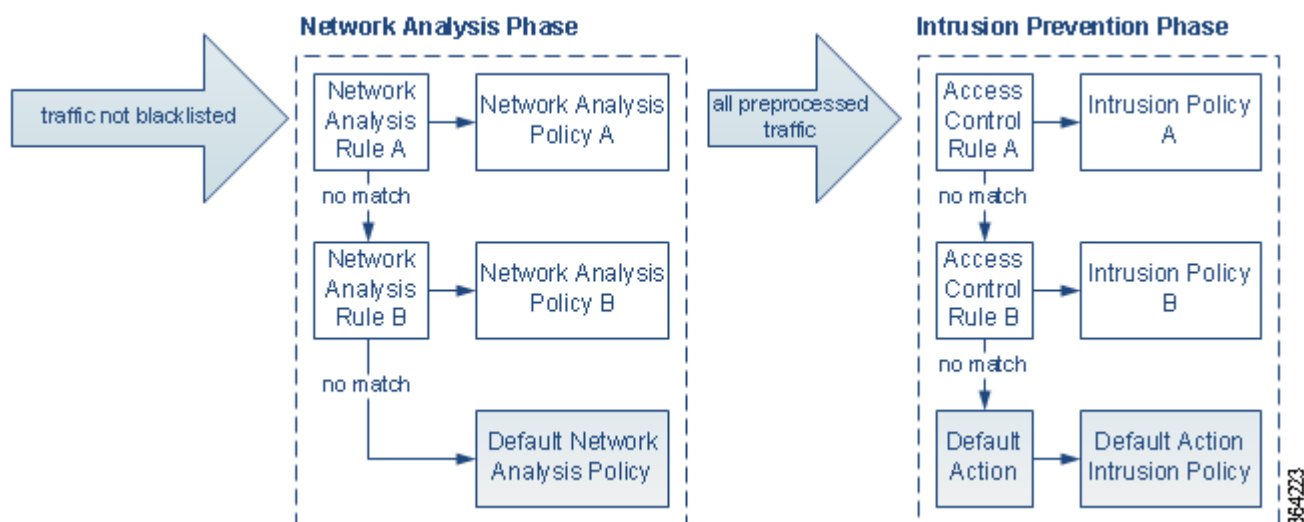 Network Analysis Phase
traffic not blacklisted
Network
Analysis
Rule A
Network Analysis
Policy A
no match
Network
Analysis
Rule B
Network Analysis
Policy B
no match
Default Network
Analysis Policy
all preprocessed
traffic
Intrusion Prevention Phase
Access
Control
Rule A
Intrusion Policy
A
no match
Access
Control
Rule B
Intrusion Policy
B
no match
Default
Action
Default Action
Intrusion Policy
364223